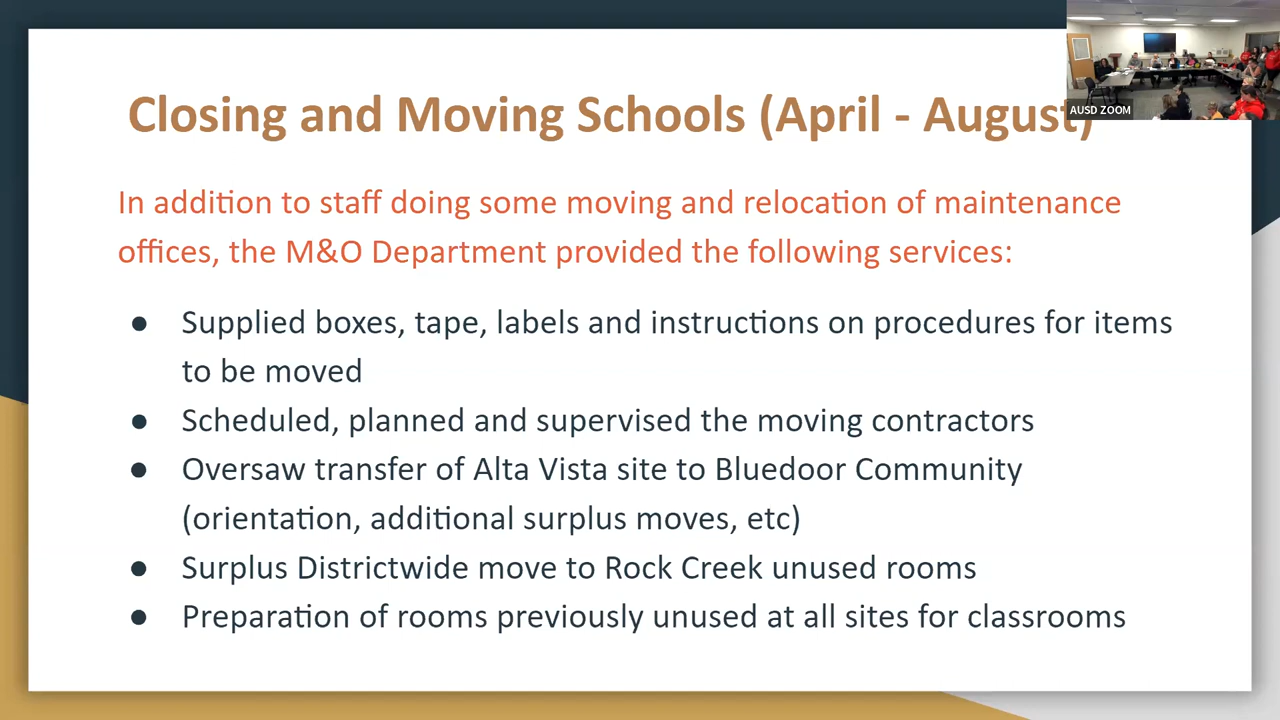 Closing and Moving Schools (April - August)
AUSD ZOOM
In addition to staff doing some moving and relocation of maintenance
offices, the M&O Department provided the following services:
● Supplied boxes, tape, labels and instructions on procedures for items
to be moved
● Scheduled, planned and supervised the moving contractors
● Oversaw transfer of Alta Vista site to Bluedoor Community
(orientation, additional surplus moves, etc)
● Surplus Districtwide move to Rock Creek unused rooms
● Preparation of rooms previously unused at all sites for classrooms